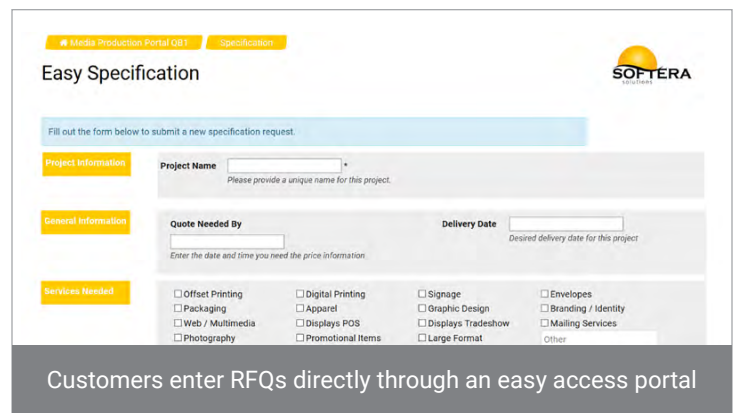 Media Production Portal QB1 Specification
Easy Specification
SOFTERA
solutions
Fill out the form below to submit a new specification request.
Project Information
Project Name *
Please provide a unique name for this project.
General Information
Quote Needed By
Enter the date and time you need the price information
Delivery Date
Desired delivery date for this project
Services Needed
Offset Printing Digital Printing Signage Envelopes
Packaging Apparel Graphic Design Branding / Identity
Web / Multimedia Displays POS Displays Tradeshow Mailing Services
Photography Promotional Items Large Format Other
Customers enter RFQs directly through an easy access portal